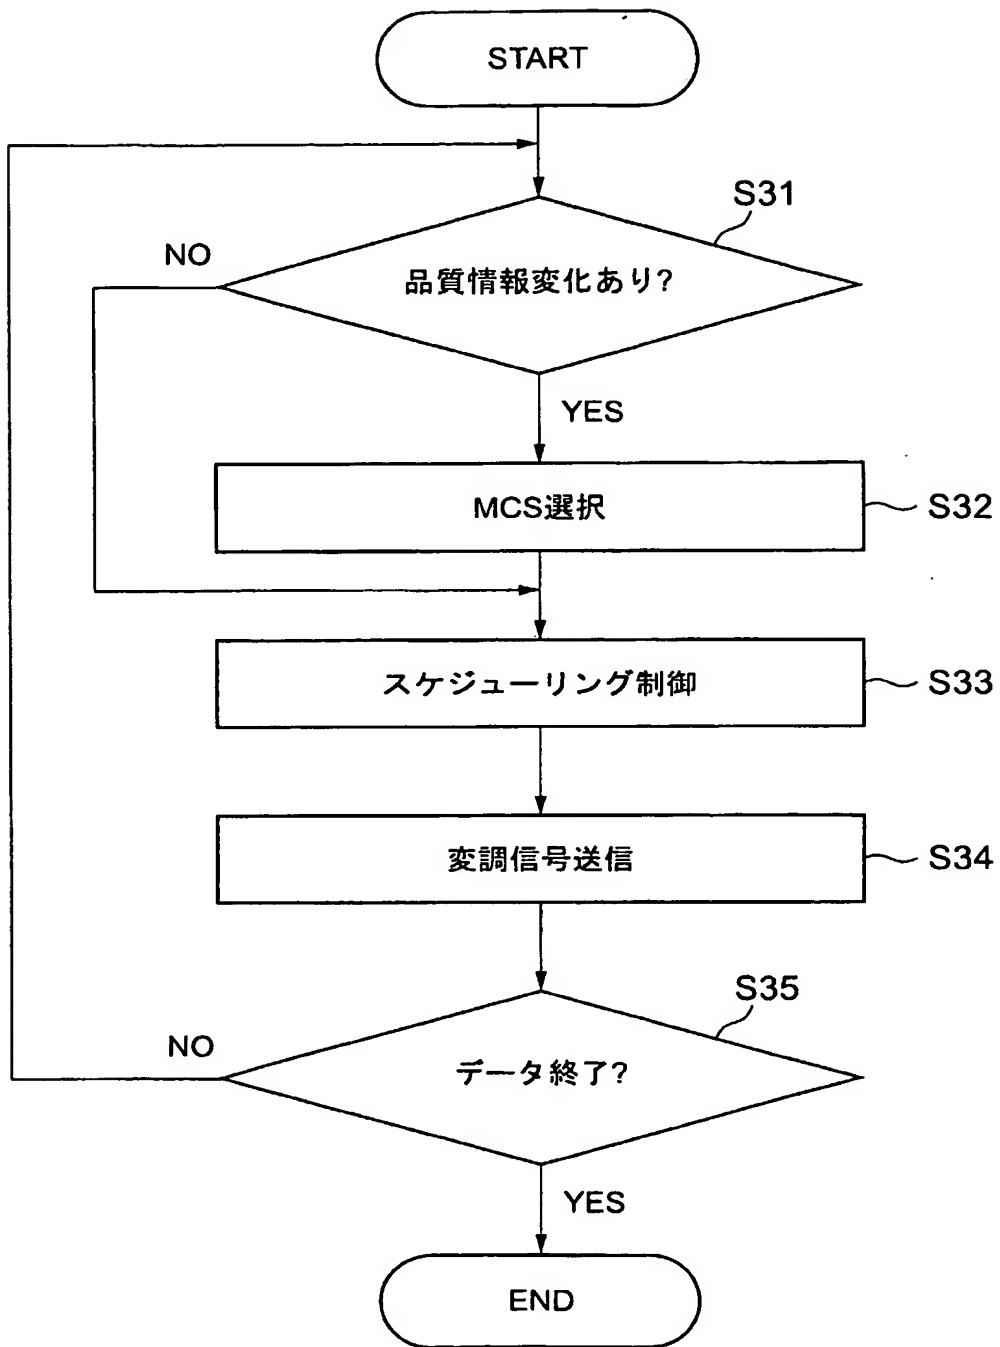 START
S31
NO
品質情報変化あり?
YES
MCS選択
S32
スケジューリング制御
S33
変調信号送信
S34
S35
NO
データ終了?
YES
END